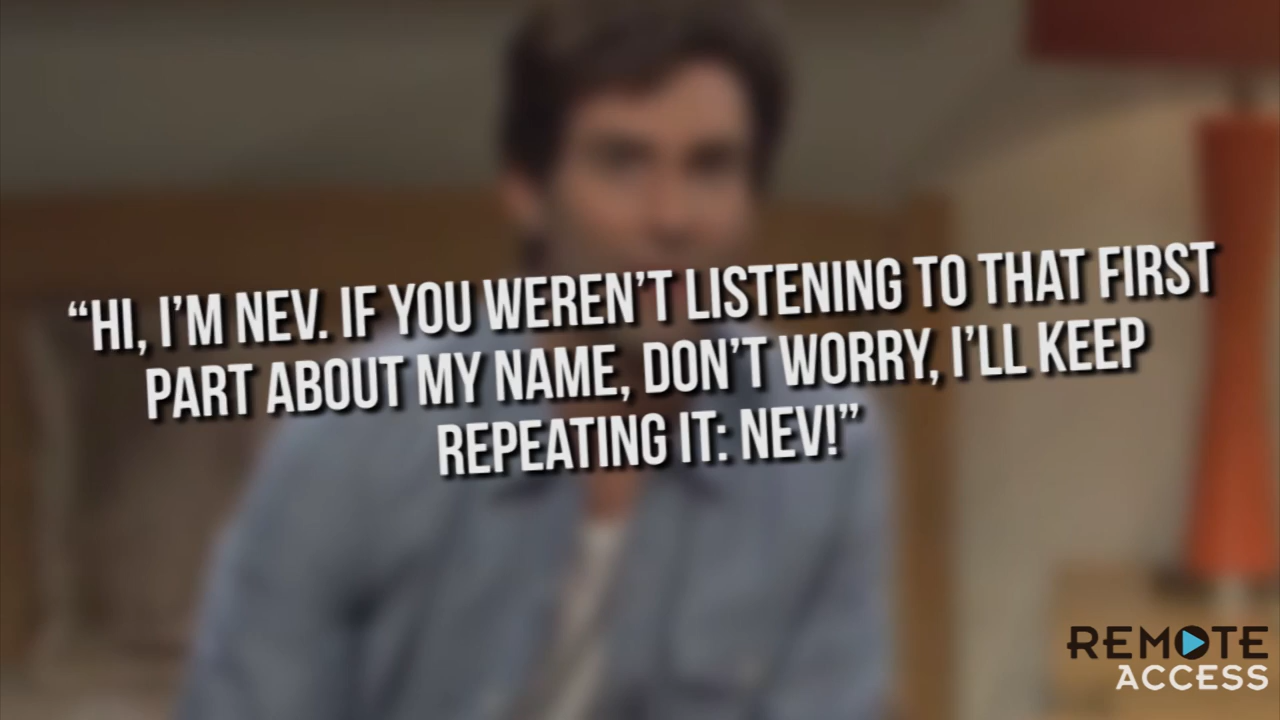 “HI, I’M NEV. IF YOU WEREN’T LISTENING TO THAT FIRST
PART ABOUT MY NAME, DON’T WORRY, I’LL KEEP
REPEATING IT: NEV!”
REMOTE
ACCESS